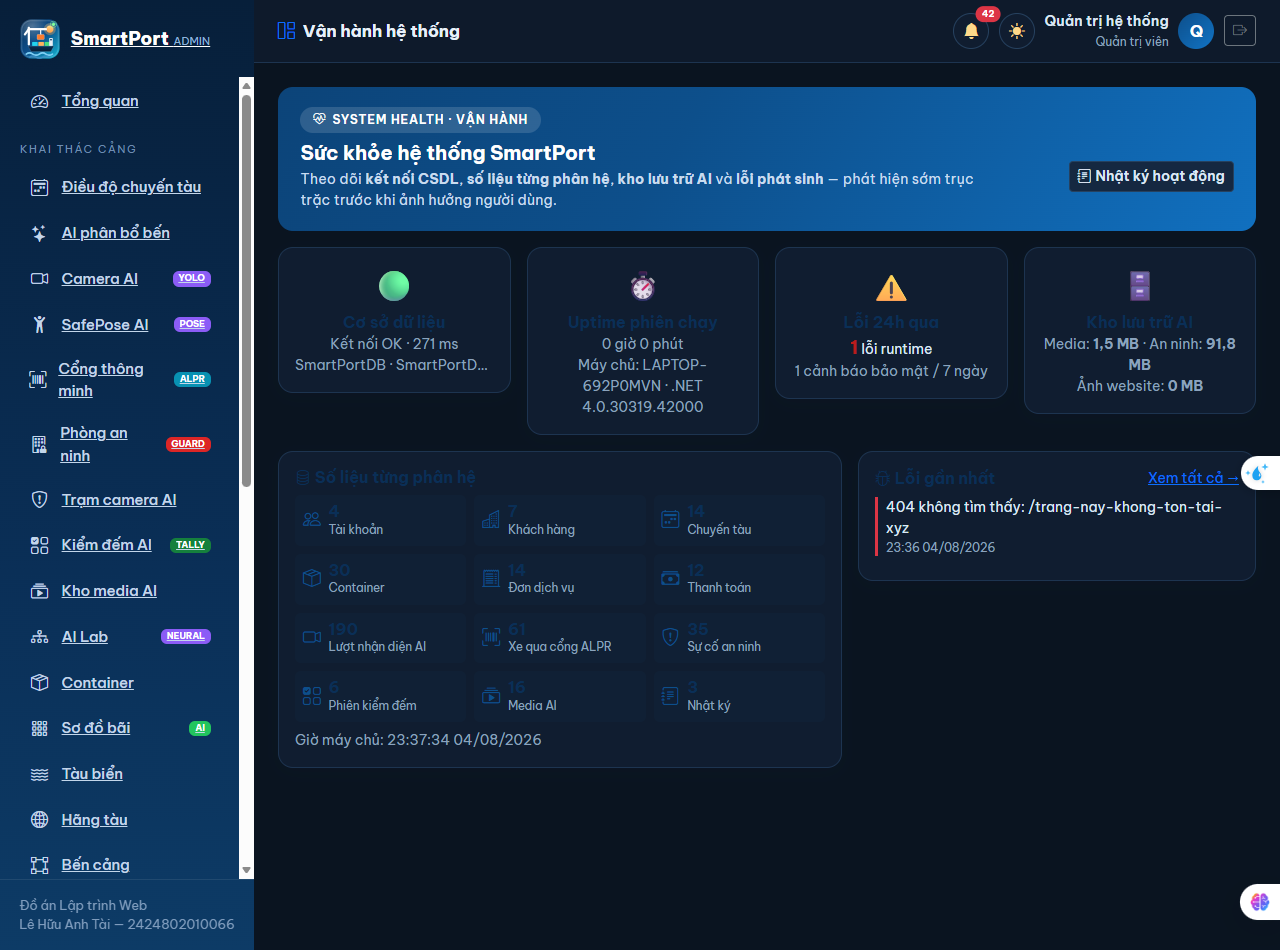 SmartPort ADMIN
Tổng quan
KHAI THÁC CẢNG
Điều độ chuyến tàu
AI phân bổ bến
Camera AI
YOLO
SafePose AI
POSE
Cổng thông
minh
ALPR
Phòng an
ninh
GUARD
Trạm camera AI
Kiểm đếm AI
TALLY
Kho media AI
AI Lab
NEURAL
Container
Sơ đồ bãi
AI
Tàu biển
Hãng tàu
Bến cảng
Đồ án Lập trình Web
Lê Hữu Anh Tài — 2424802010066
Vận hành hệ thống
42
Quản trị hệ thống
Quản trị viên
Q
SYSTEM HEALTH · VẬN HÀNH
Sức khỏe hệ thống SmartPort
Theo dõi kết nối CSDL, số liệu từng phân hệ, kho lưu trữ AI và lỗi phát sinh — phát hiện sớm trục
trặc trước khi ảnh hưởng người dùng.
Nhật ký hoạt động
Cơ sở dữ liệu
Kết nối OK · 271 ms
SmartPortDB · SmartPortD...
Uptime phiên chạy
0 giờ 0 phút
Máy chủ: LAPTOP-
692P0MVN · .NET
4.0.30319.42000
Lỗi 24h qua
1 lỗi runtime
1 cảnh báo bảo mật / 7 ngày
Kho lưu trữ AI
Media: 1,5 MB · An ninh: 91,8
MB
Ảnh website: 0 MB
Số liệu từng phân hệ
4
Tài khoản
7
Khách hàng
14
Chuyến tàu
30
Container
14
Đơn dịch vụ
12
Thanh toán
190
Lượt nhận diện AI
61
Xe qua cổng ALPR
35
Sự cố an ninh
6
Phiên kiểm đếm
16
Media AI
3
Nhật ký
Giờ máy chủ: 23:37:34 04/08/2026
Lỗi gần nhất
Xem tất cả →
404 không tìm thấy: /trang-nay-khong-ton-tai-
xyz
23:36 04/08/2026